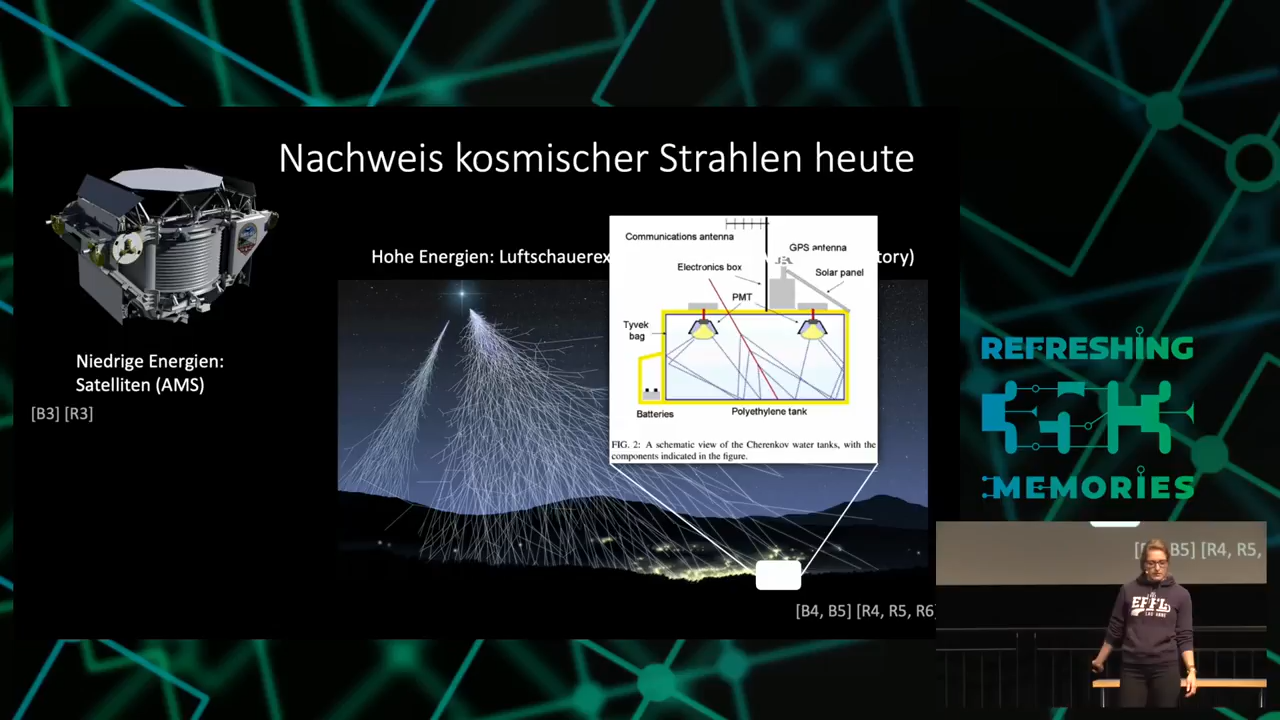 Nachweis kosmischer Strahlen heute
Niedrige Energien:
Satelliten (AMS)
[B3] [R3]
Hohe Energien:
tory)
Communications antenna
GPS antenna
Electronics box
Solar panel
PMT
Tyvek
bag
Batteries
Polyethylene tank
FIG. 2: A schematic view of the Cherenkov water tanks, with the
components indicated in the figure.
[B4, B5] [R4, R5, R6
REFRESHING
MEMORIES
B5] [R4, R5,
EPFL